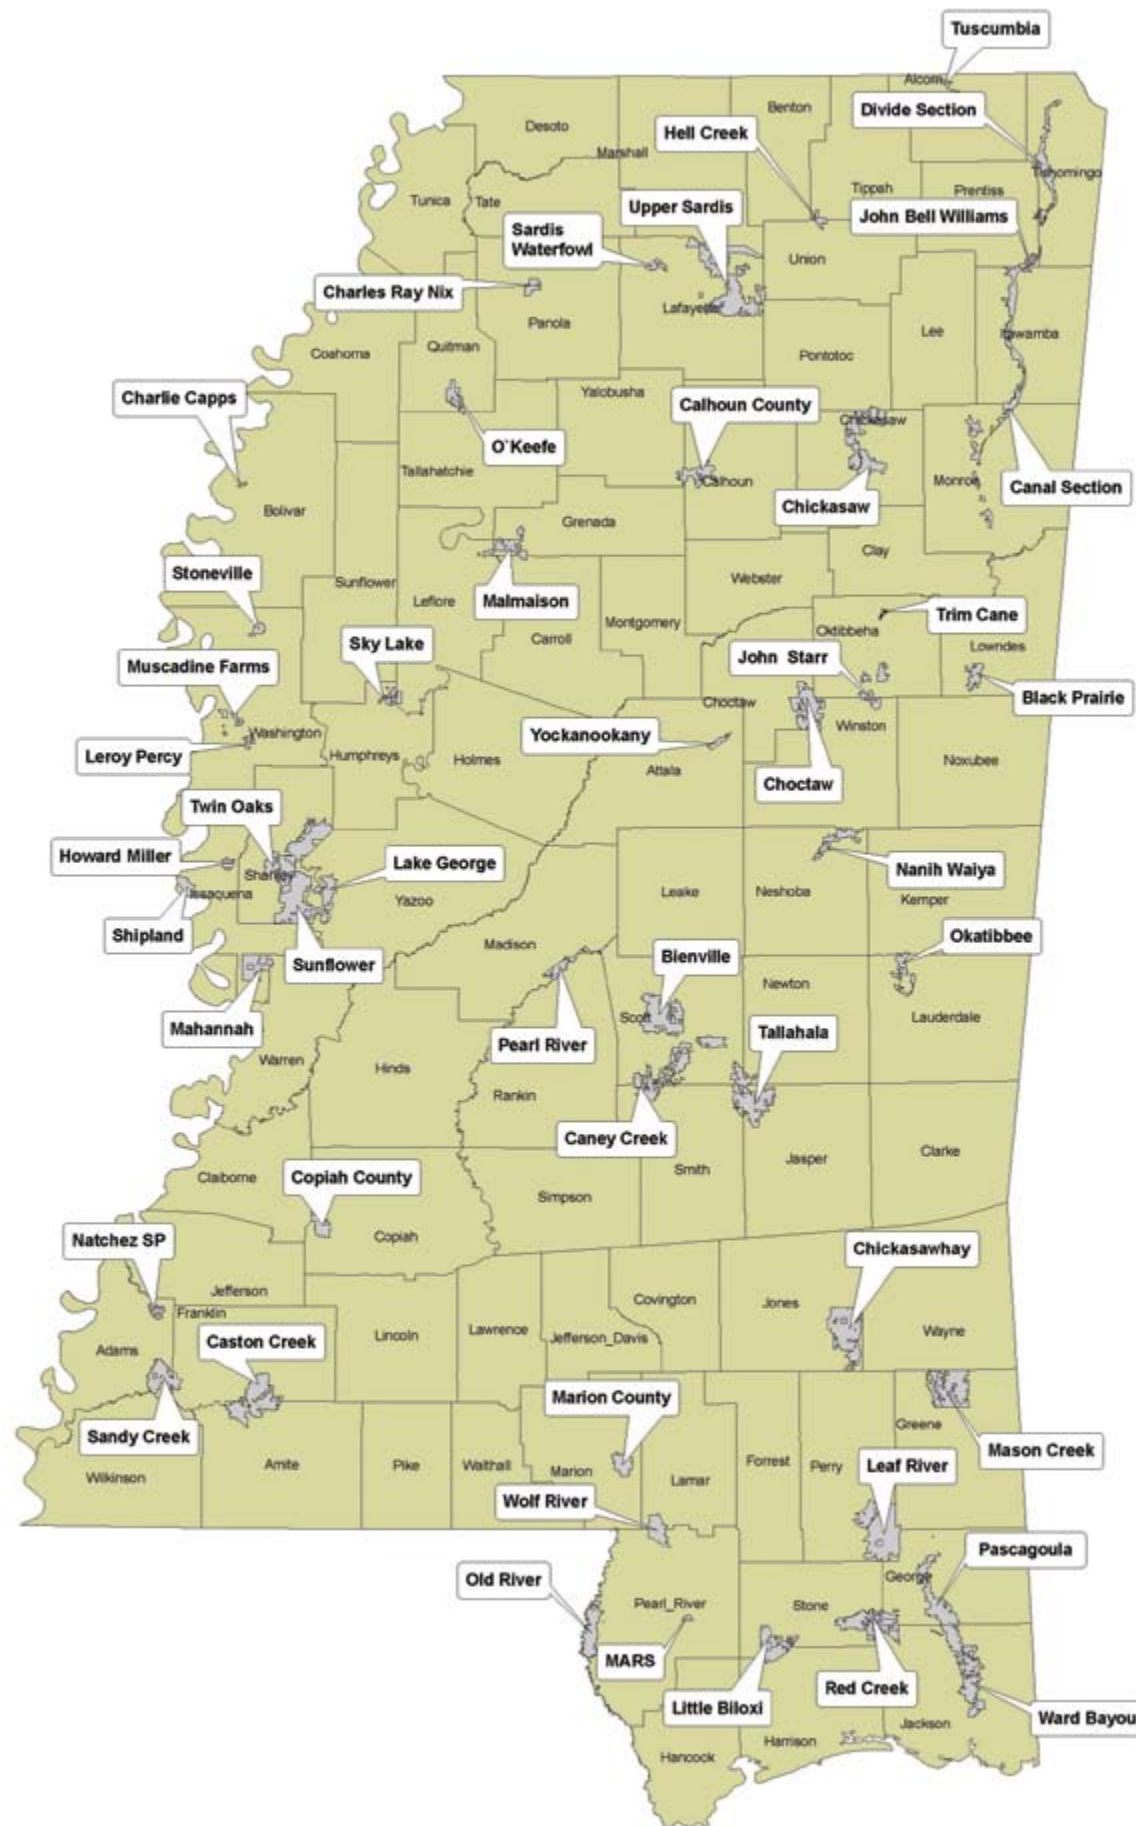 Tuscumbia
Alcorn
Benton
Divide Section
Desoto
Hell Creek
Marshall
Tishomingo
Tippah
Prentiss
Tunica
Tate
Upper Sardis
John Bell Williams
Sardis
Waterfowl
Union
Charles Ray Nix
Lafayette
Panola
Lee
Itawamba
Quitman
Coahoma
Pontotoc
Yalobusha
Charlie Capps
Calhoun County
Chickasaw
O`Keefe
Tallahatchie
Calhoun
Monroe
Canal Section
Chickasaw
Bolivar
Grenada
Clay
Stoneville
Sunflower
Webster
Leflore
Malmaison
Trim Cane
Montgomery
Oktibbeha
Carroll
Lowndes
Sky Lake
John Starr
Muscadine Farms
Black Prairie
Choctaw
Winston
Washington
Yockanookany
Leroy Percy
Humphreys
Holmes
Noxubee
Attala
Choctaw
Twin Oaks
Howard Miller
Lake George
Nanih Waiya
Sharkey
Issaquena
Leake
Neshoba
Yazoo
Kemper
Shipland
Okatibbee
Madison
Bienville
Sunflower
Newton
Scott
Lauderdale
Mahannah
Tallahala
Pearl River
Warren
Hinds
Rankin
Caney Creek
Clarke
Jasper
Smith
Claiborne
Copiah County
Simpson
Natchez SP
Copiah
Chickasawhay
Jefferson
Covington
Jones
Franklin
Lawrence
Wayne
Lincoln
Jefferson_Davis
Caston Creek
Adams
Marion County
Greene
Sandy Creek
Mason Creek
Forrest
Amite
Pike
Walthall
Perry
Leaf River
Marion
Wilkinson
Lamar
Wolf River
Pascagoula
Old River
George
Pearl_River
Stone
MARS
Red Creek
Little Biloxi
Ward Bayou
Jackson
Harrison
Hancock